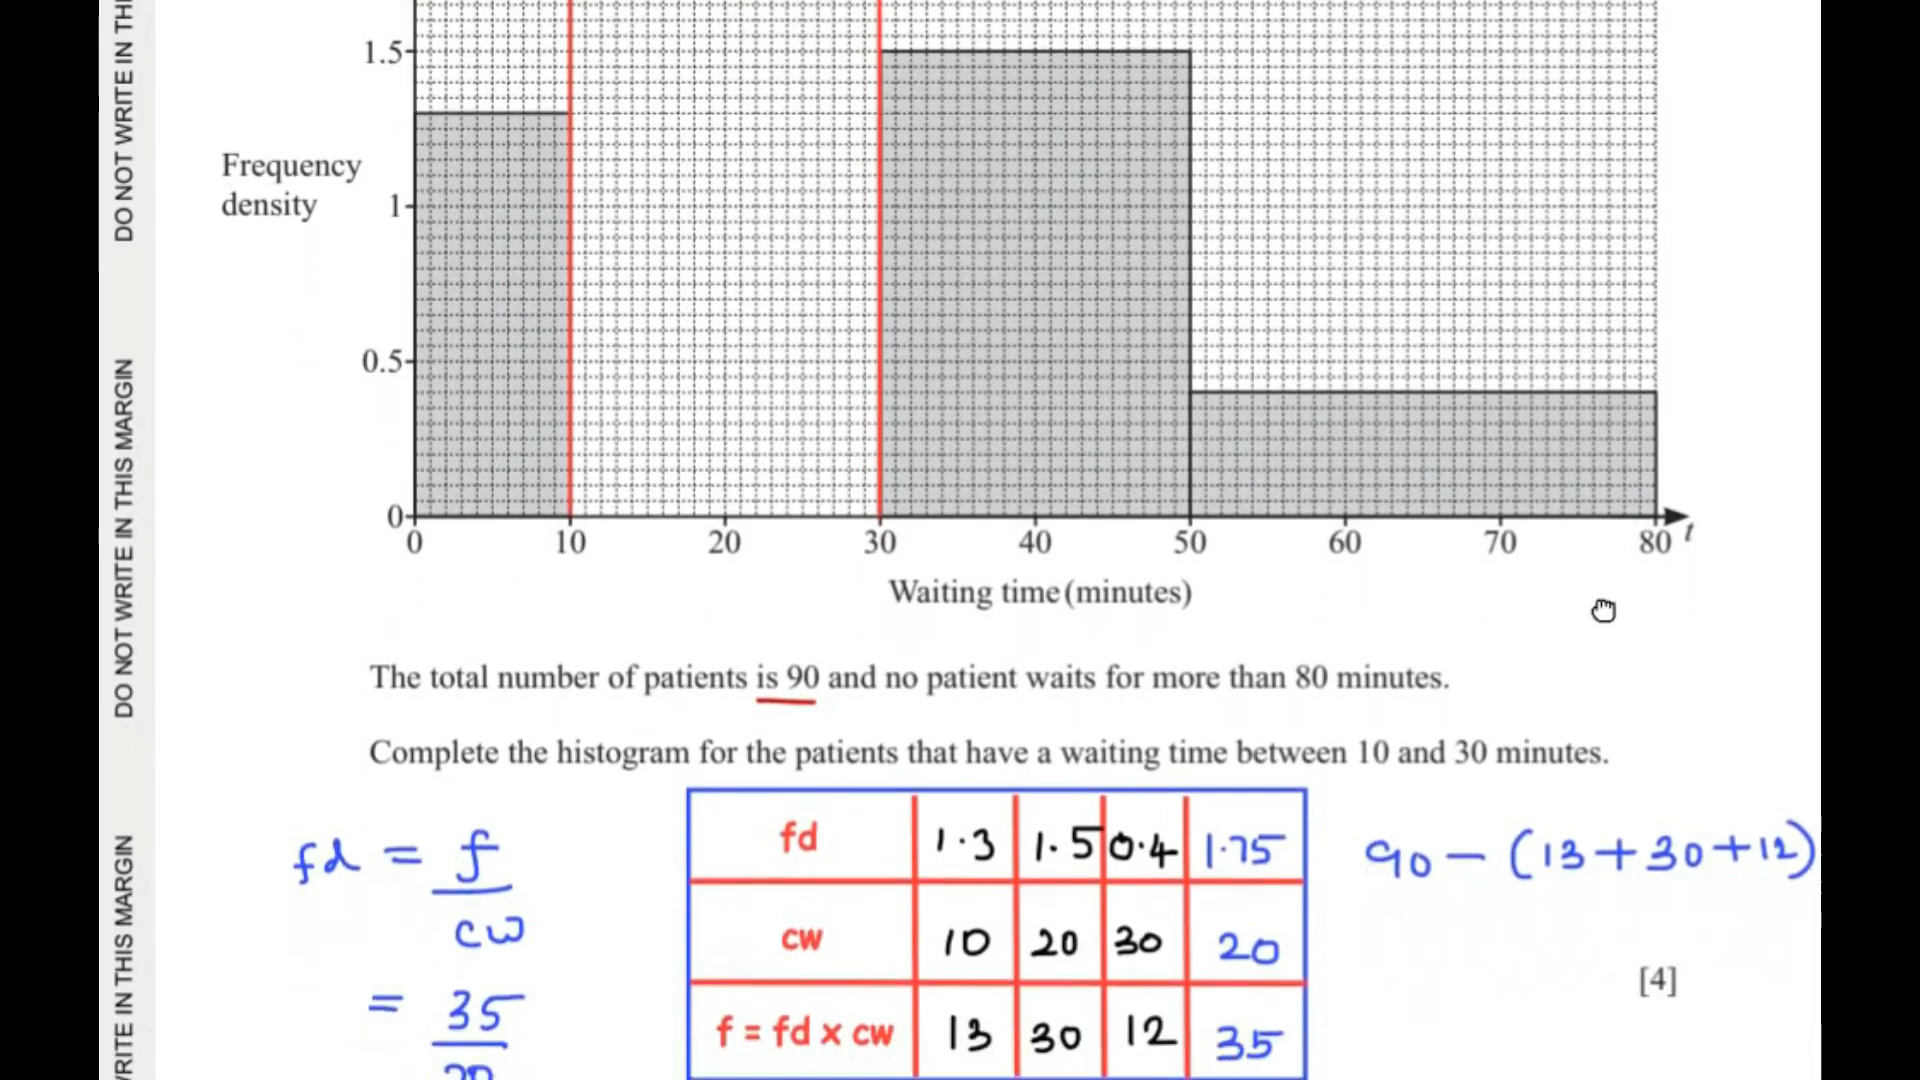 DO NOT WRITE IN TH
DO NOT WRITE IN THIS MARGIN
WRITE IN THIS MARGIN
1.5
Frequency
density
1
0.5
0
0 10 20 30 40 50 60 70 80 t
Waiting time (minutes)
The total number of patients is 90 and no patient waits for more than 80 minutes.
Complete the histogram for the patients that have a waiting time between 10 and 30 minutes.
fd = f
cw
= 35
20
fd 1.3 1.5 0.4 1.75
cw 10 20 30 20
f = fd x cw 13 30 12 35
90 - (13+30+12)
[4]